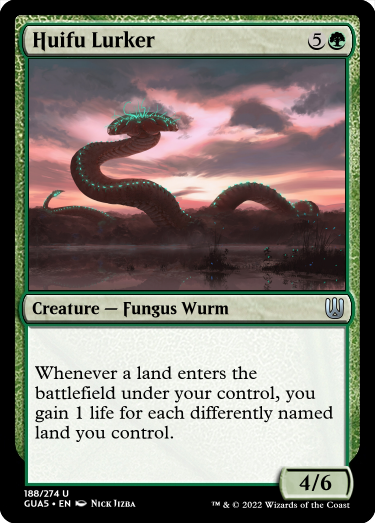 Huifu Lurker 5
Creature — Fungus Wurm
Whenever a land enters the
battlefield under your control, you
gain 1 life for each differently named
land you control.
4/6
188/274 U
GUA5 • EN Nick Jizba
™ & © 2022 Wizards of the Coast